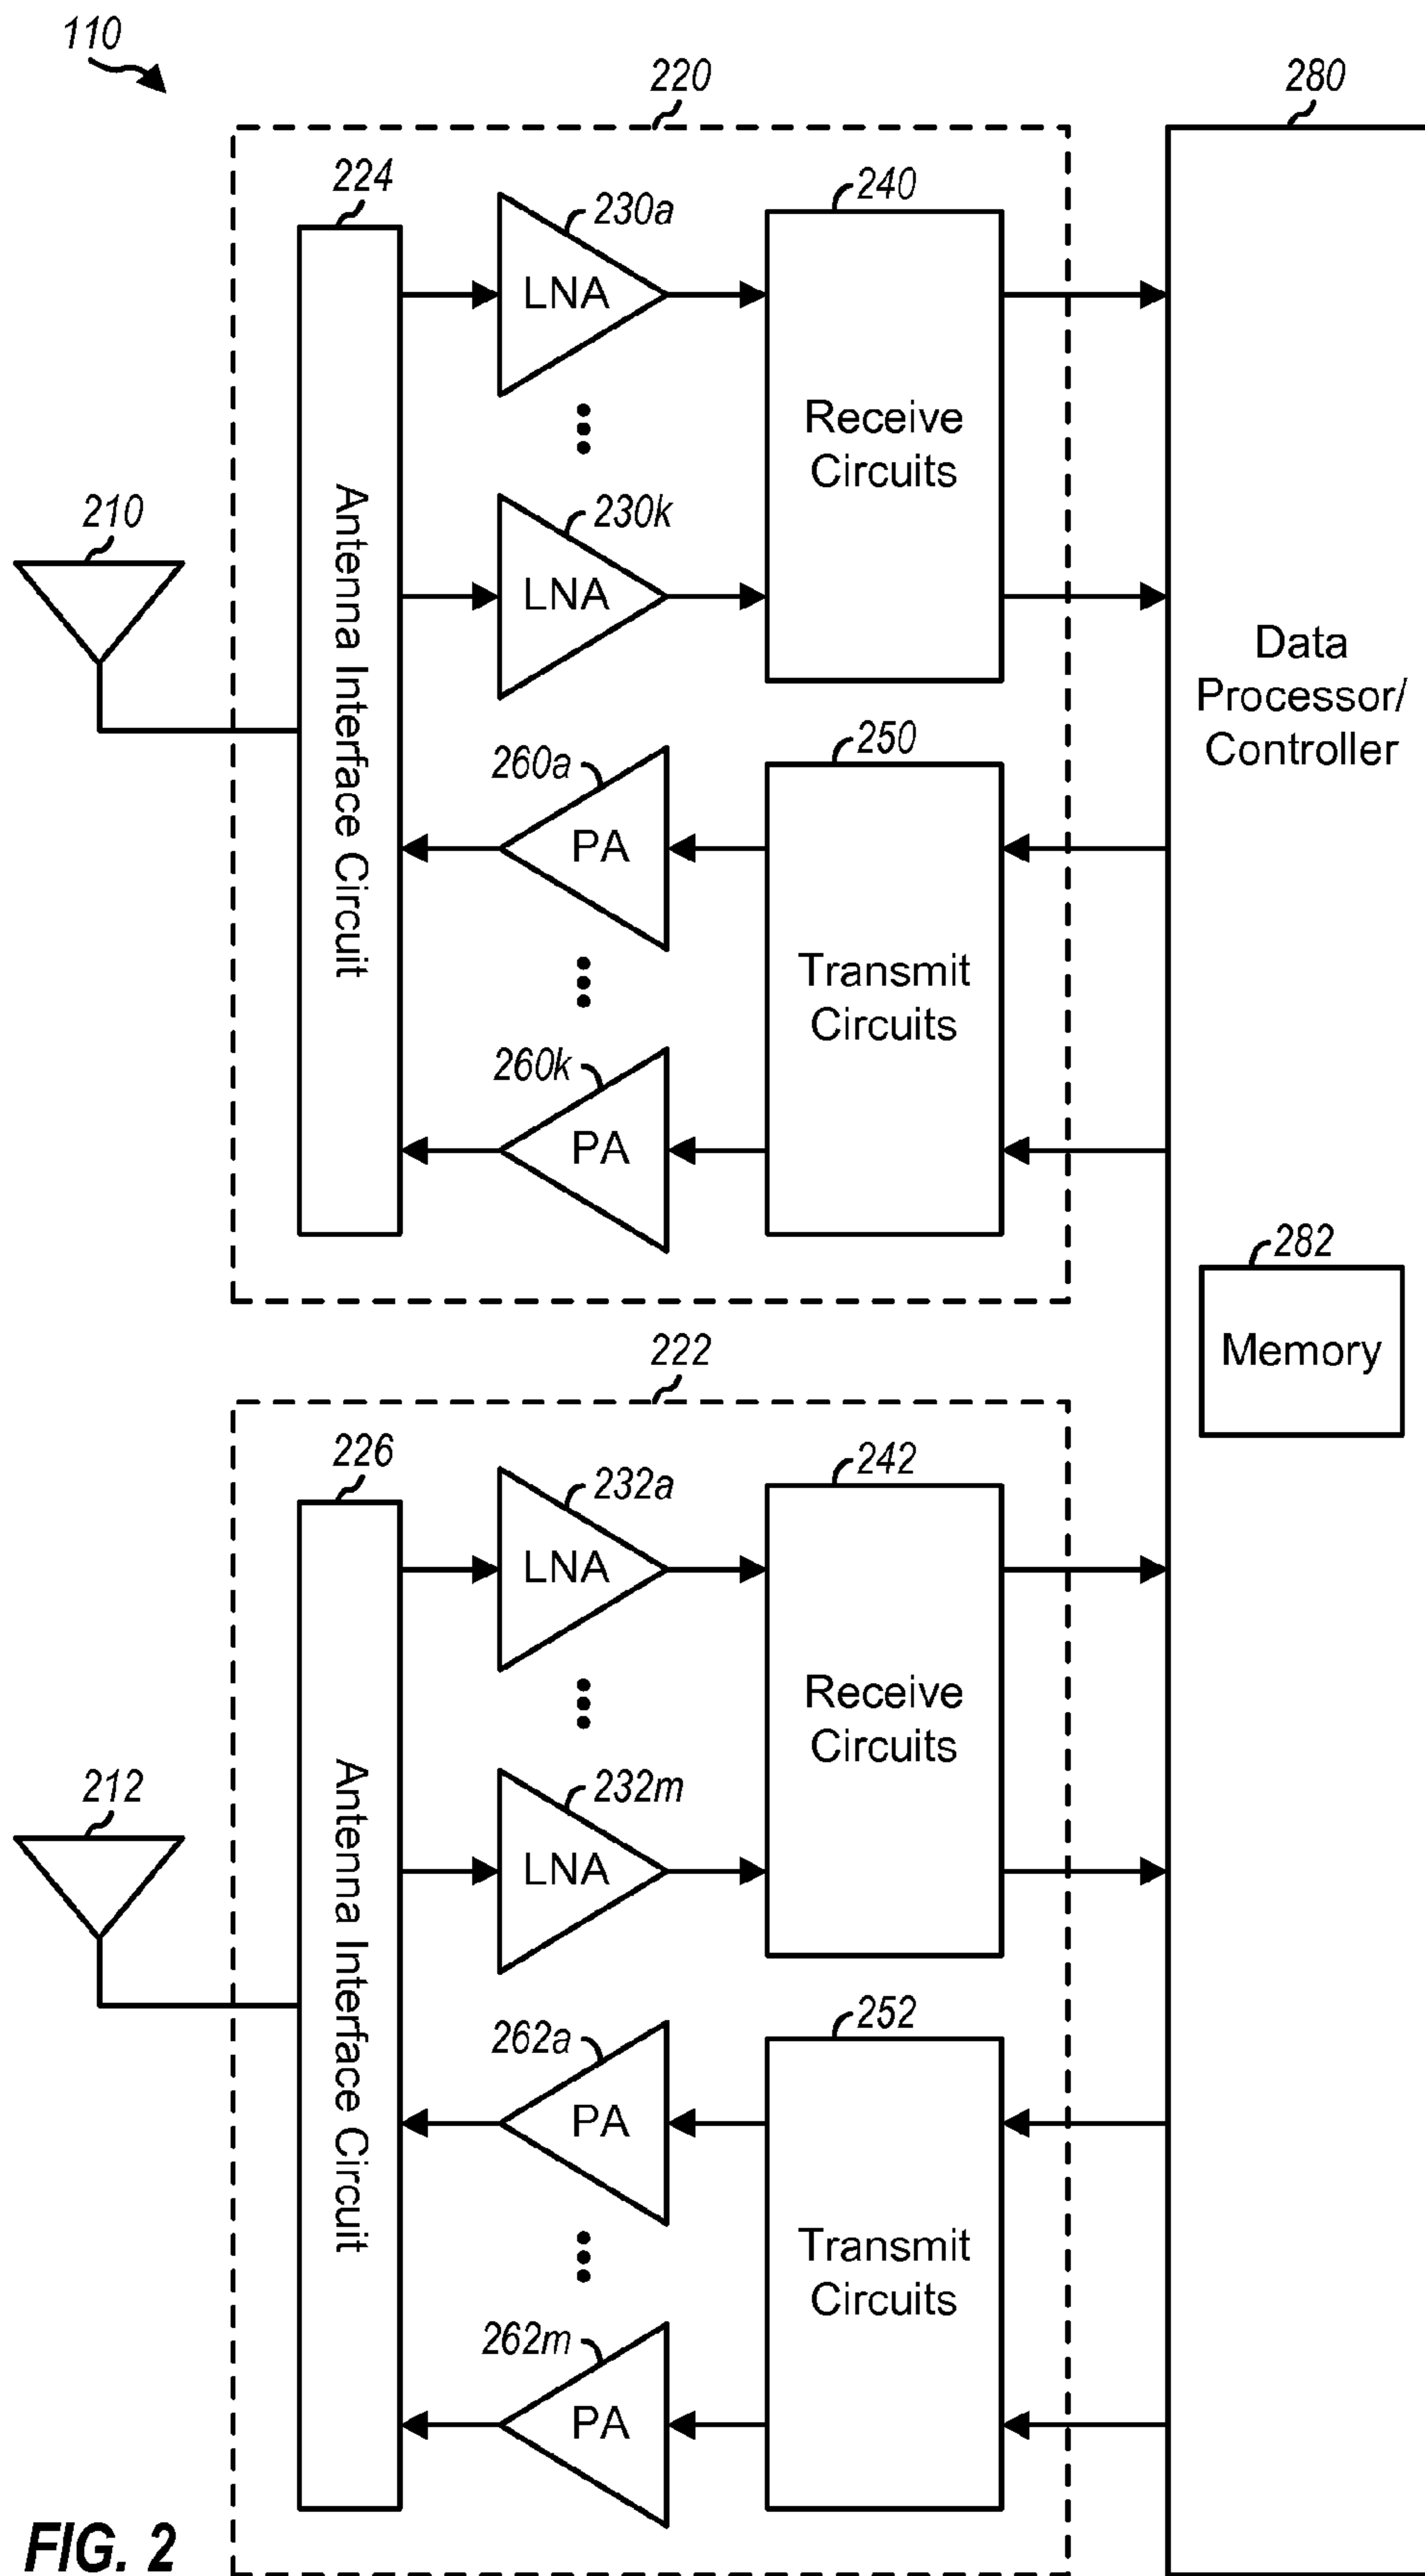 110
220
280
224
230a
240
LNA
Receive
Circuits
210
230k
LNA
Antenna Interface Circuit
Data
Processor/
Controller
260a
250
PA
Transmit
Circuits
260k
PA
282
Memory
222
226
232a
242
LNA
Receive
Circuits
212
232m
LNA
Antenna Interface Circuit
262a
252
PA
Transmit
Circuits
262m
PA
FIG. 2